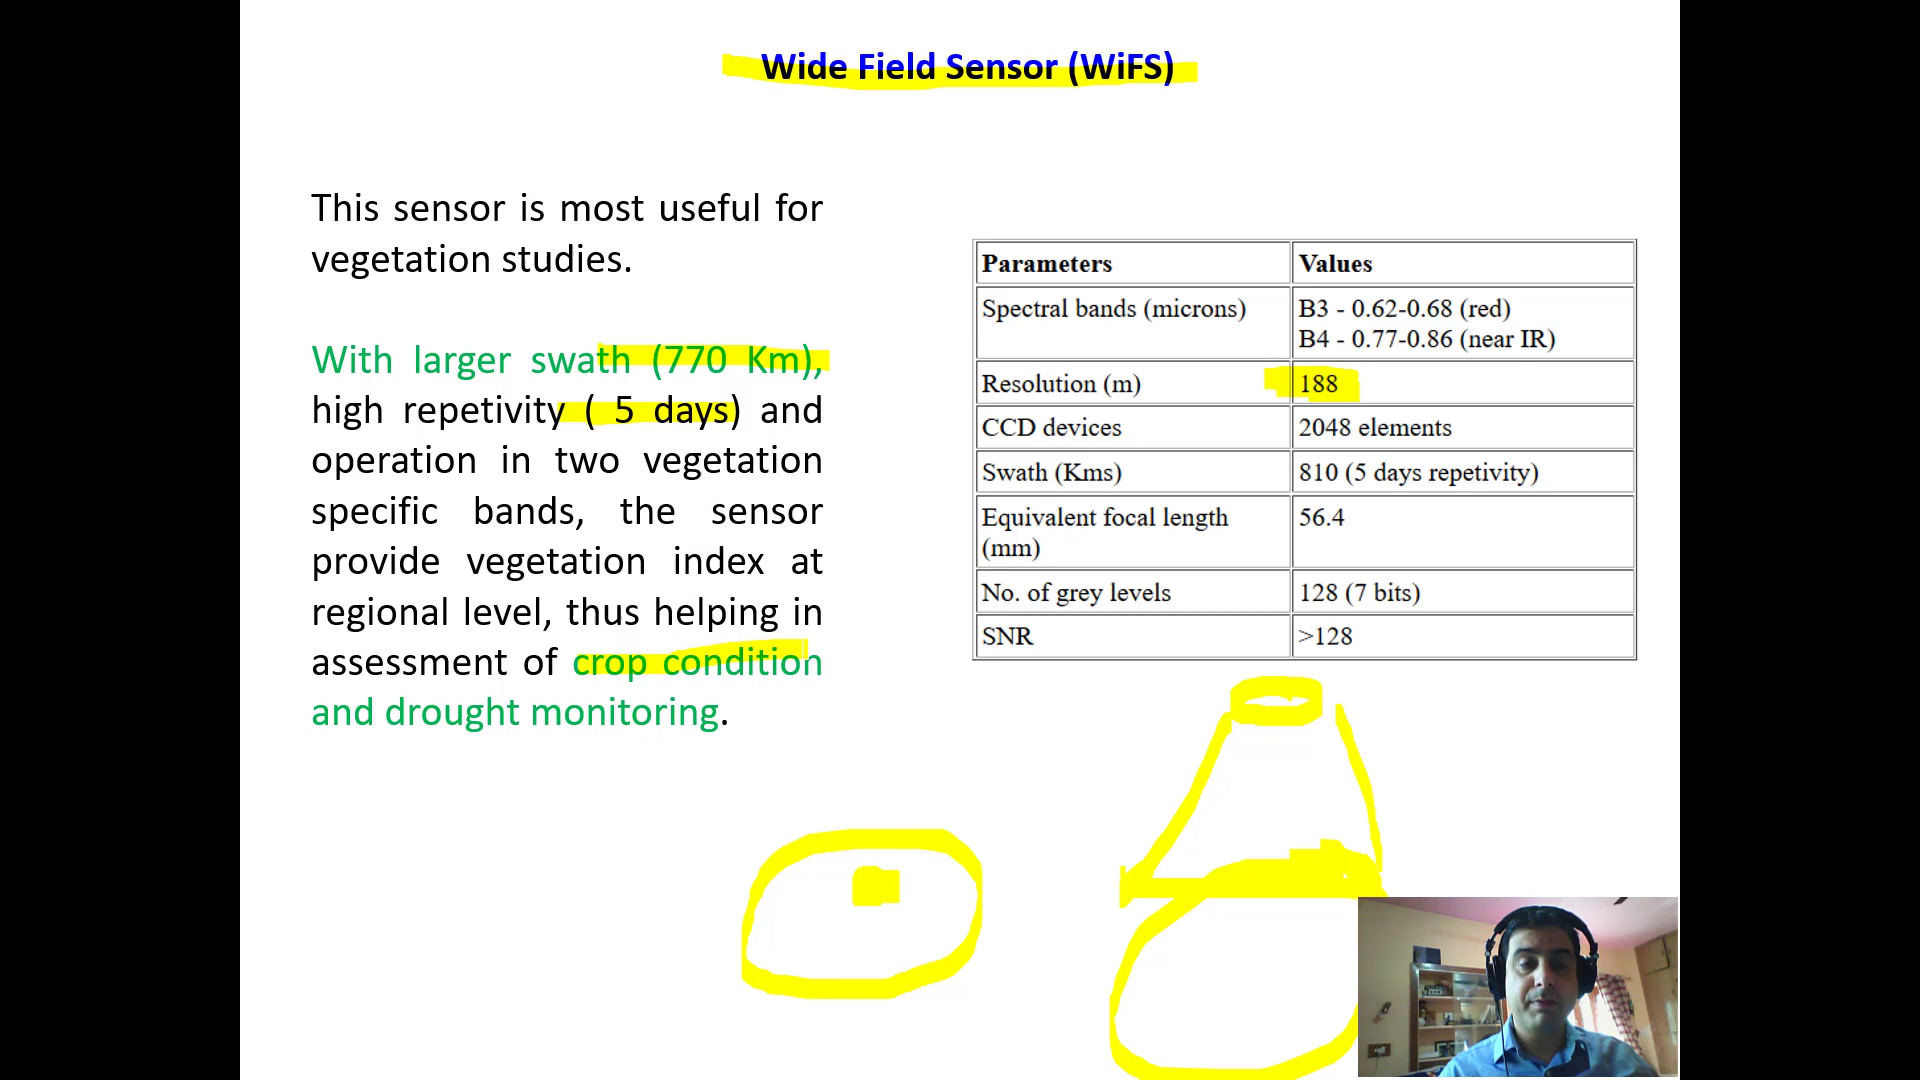 Wide Field Sensor (WiFS)
This sensor is most useful for
vegetation studies.
With larger swath (770 Km),
high repetivity ( 5 days) and
operation in two vegetation
specific bands, the sensor
provide vegetation index at
regional level, thus helping in
assessment of crop condition
and drought monitoring.
Parameters Values
Spectral bands (microns) B3 - 0.62-0.68 (red)
B4 - 0.77-0.86 (near IR)
Resolution (m) 188
CCD devices 2048 elements
Swath (Kms) 810 (5 days repetivity)
Equivalent focal length 56.4
(mm)
No. of grey levels 128 (7 bits)
SNR >128